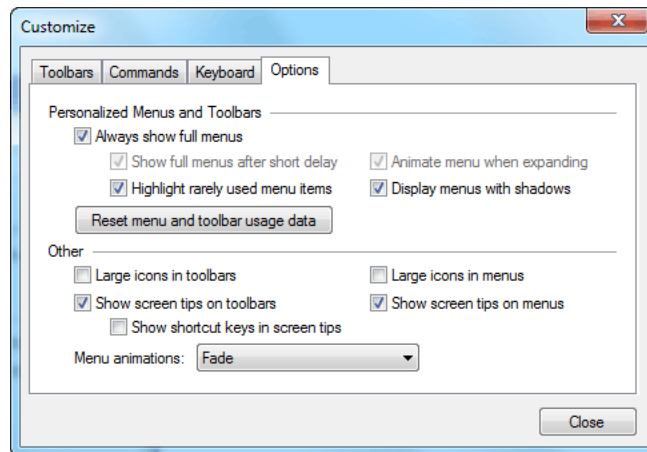 Customize
Toolbars Commands Keyboard Options
Personalized Menus and Toolbars
Always show full menus
Show full menus after short delay Animate menu when expanding
Highlight rarely used menu items Display menus with shadows
Reset menu and toolbar usage data
Other
Large icons in toolbars Large icons in menus
Show screen tips on toolbars Show screen tips on menus
Show shortcut keys in screen tips
Menu animations: Fade
Close